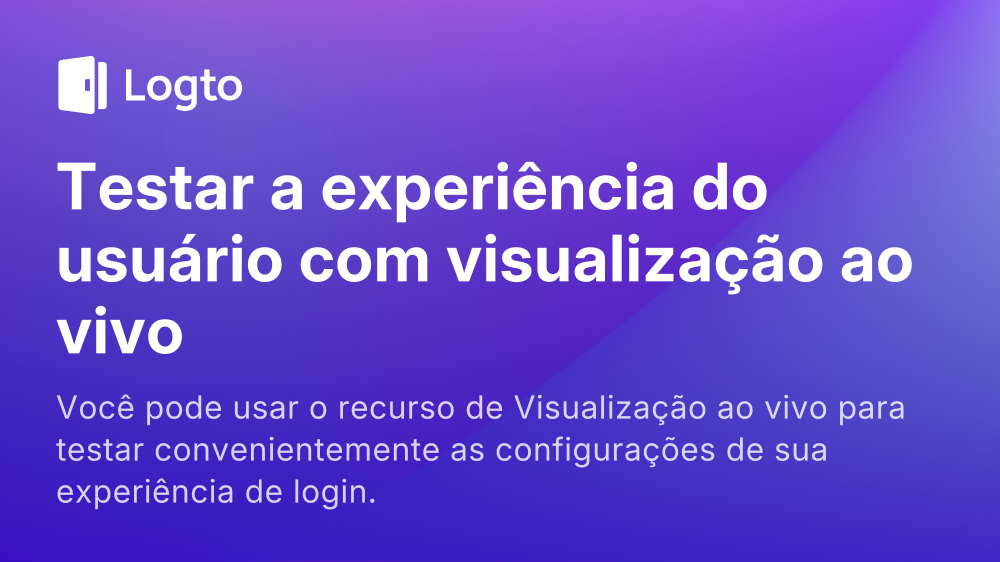 Logto
Testar a experiência do
usuário com visualização ao
vivo
Você pode usar o recurso de Visualização ao vivo para
testar convenientemente as configurações de sua
experiência de login.